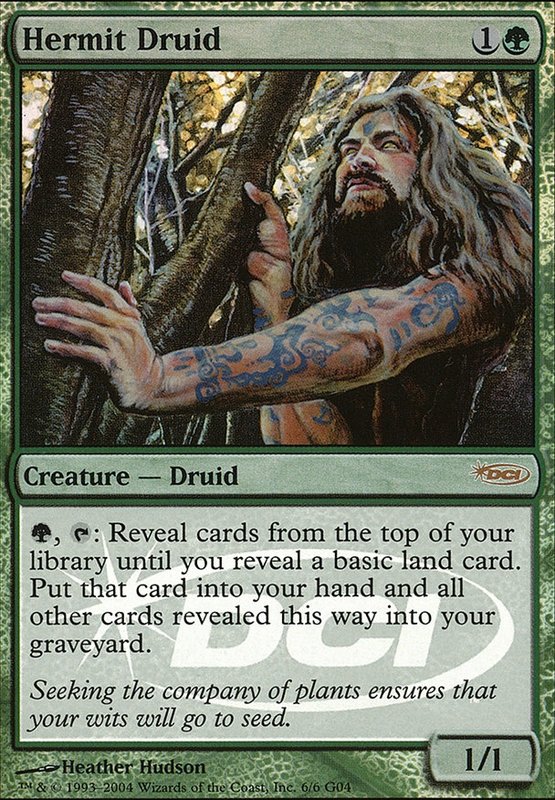 Hermit Druid 1
Creature — Druid DCI
, : Reveal cards from the top of your
library until you reveal a basic land card.
Put that card into your hand and all
other cards revealed this way into your
graveyard.
DCI
Seeking the company of plants ensures that
your wits will go to seed.
1/1
Heather Hudson
™ & © 1993–2004 Wizards of the Coast, Inc. 6/6 G04